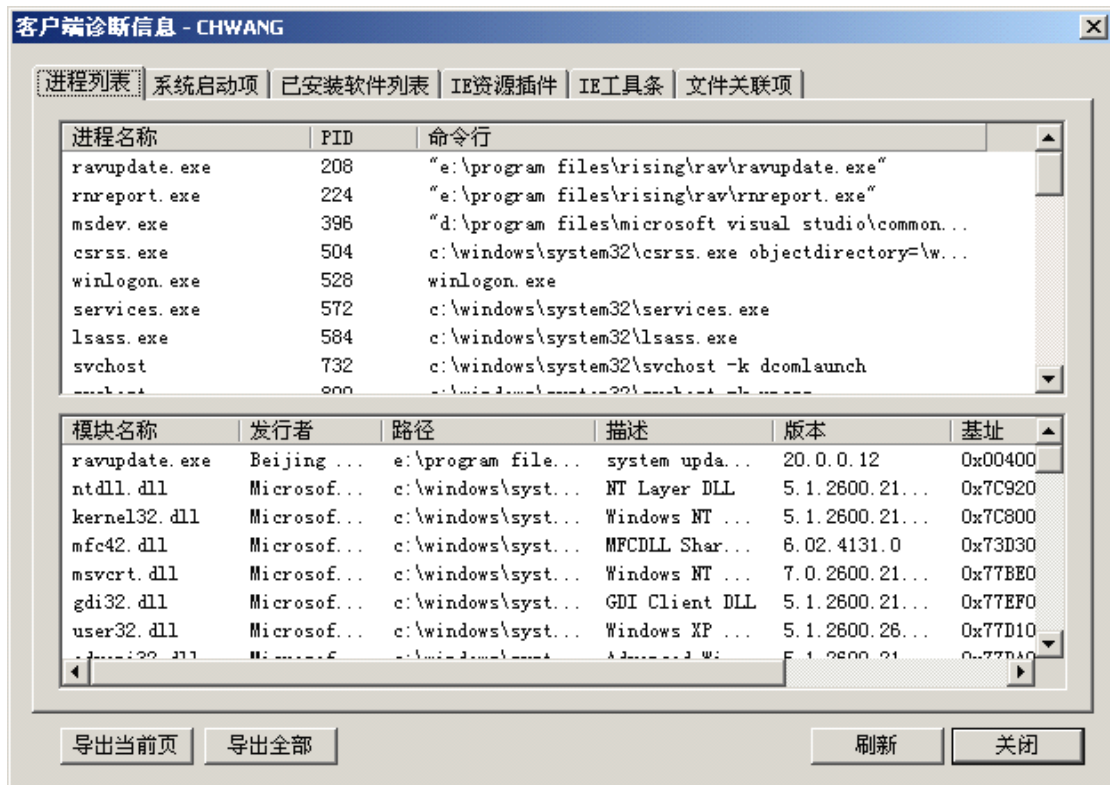 客户端诊断信息 - CHWANG
进程列表 系统启动项 已安装软件列表 IE资源插件 IE工具条 文件关联项
进程名称 PID 命令行
ravupdate.exe 208 "e:\program files\rising\rav\ravupdate.exe"
rnreport.exe 224 "e:\program files\rising\rav\rnreport.exe"
msdev.exe 396 "d:\program files\microsoft visual studio\common...
csrss.exe 504 c:\windows\system32\csrss.exe objectdirectory=\w...
winlogon.exe 528 winlogon.exe
services.exe 572 c:\windows\system32\services.exe
lsass.exe 584 c:\windows\system32\lsass.exe
svchost 732 c:\windows\system32\svchost -k dcomlaunch
模块名称 发行者 路径 描述 版本 基址
ravupdate.exe Beijing ... e:\program file... system upda... 20.0.0.12 0x00400
ntdll.dll Microsof... c:\windows\syst... NT Layer DLL 5.1.2600.21... 0x7C920
kernel32.dll Microsof... c:\windows\syst... Windows NT ... 5.1.2600.21... 0x7C800
mfc42.dll Microsof... c:\windows\syst... MFCDLL Shar... 6.02.4131.0 0x73D30
msvcrt.dll Microsof... c:\windows\syst... Windows NT ... 7.0.2600.21... 0x77BE0
gdi32.dll Microsof... c:\windows\syst... GDI Client DLL 5.1.2600.21... 0x77EF0
user32.dll Microsof... c:\windows\syst... Windows XP ... 5.1.2600.26... 0x77D10
导出当前页 导出全部 刷新 关闭